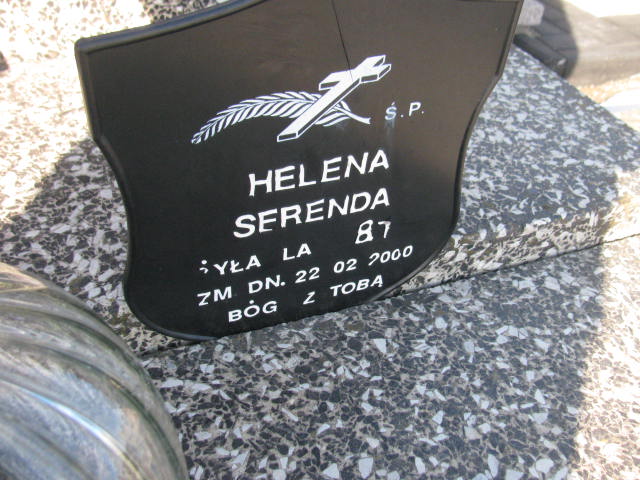 Ś.P.
HELENA
SERENDA
ŻYŁA LA 87
ZM DN. 22 02 2000
BÓG Z TOBĄ